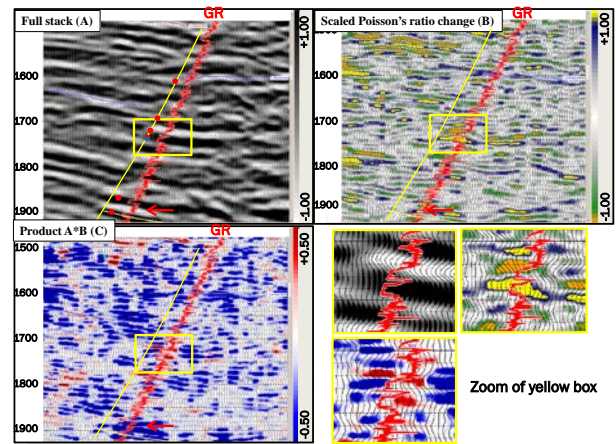 Full stack (A)
GR
+1.00
1600
1700
1800
1900
-1.00
Scaled Poisson's ratio change (B)
GR
+1.00
1600
1700
1800
1900
-1.00
Product A*B (C)
GR
+0.50
1500
1600
1700
1800
1900
-0.50
Zoom of yellow box